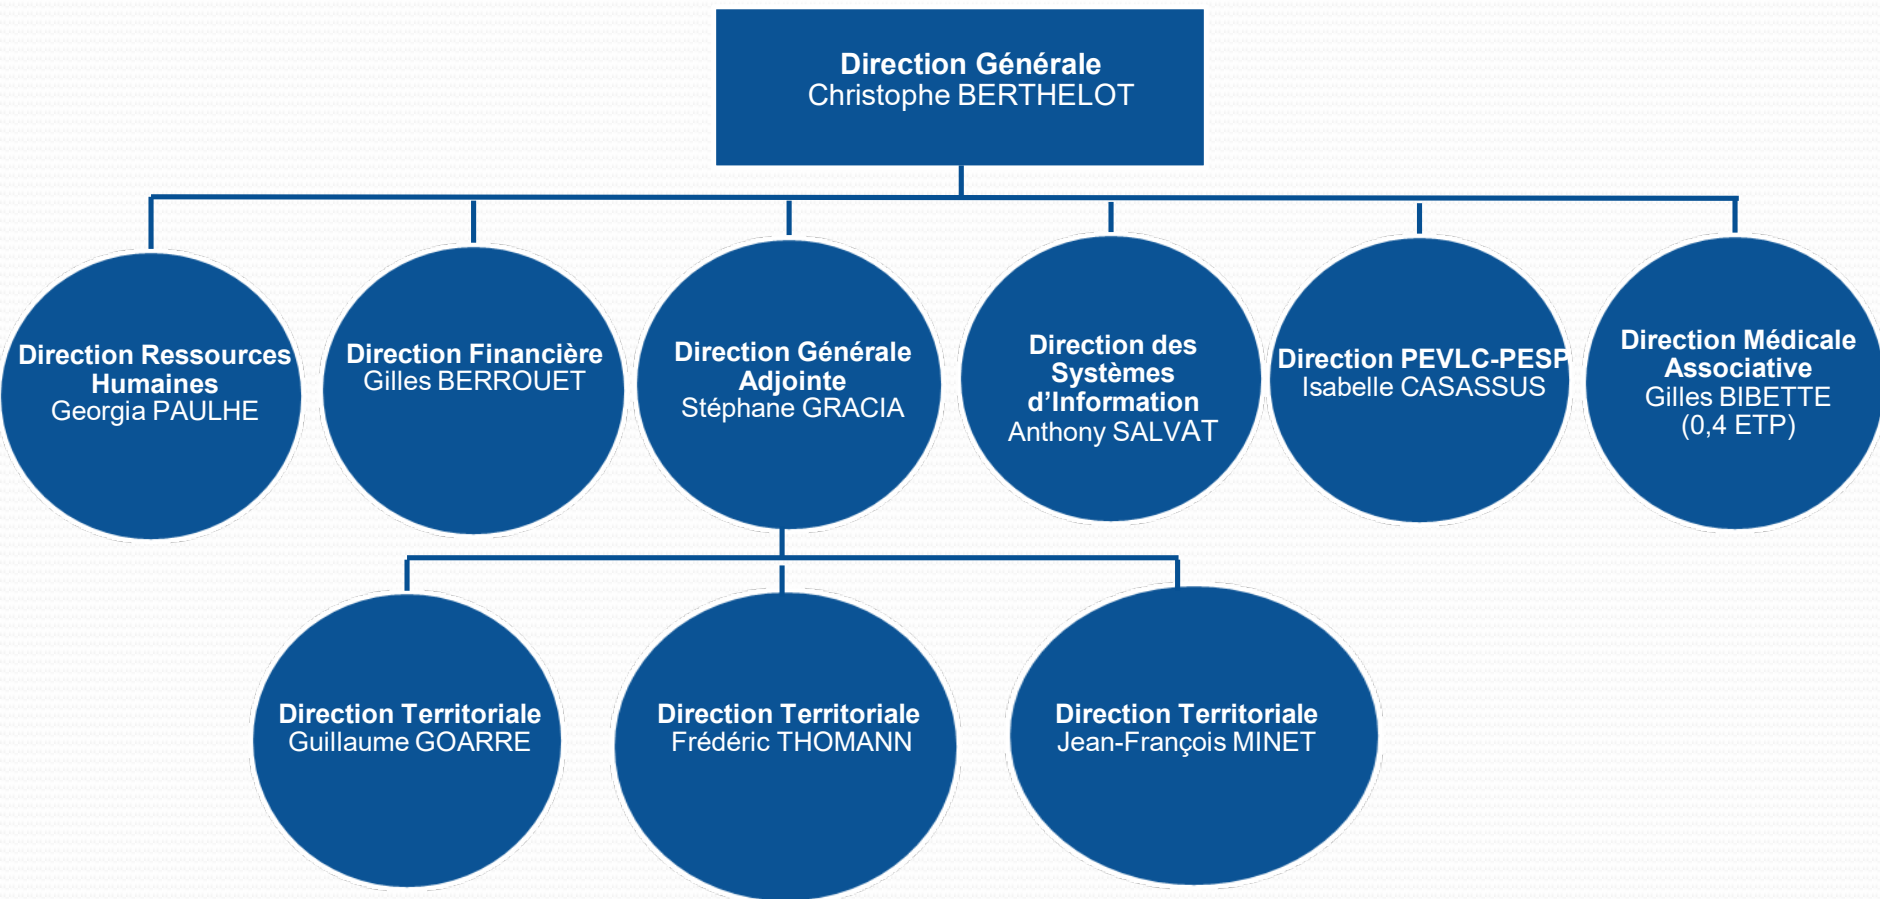 Direction Générale
Christophe BERTHELOT
Direction Ressources
Humaines
Georgia PAULHE
Direction Financière
Gilles BERROUET
Direction Générale
Adjointe
Stéphane GRACIA
Direction des
Systèmes
d’Information
Anthony SALVAT
Direction PEVLC-PESP
Isabelle CASASSUS
Direction Médicale
Associative
Gilles BIBETTE
(0,4 ETP)
Direction Territoriale
Guillaume GOARRE
Direction Territoriale
Frédéric THOMANN
Direction Territoriale
Jean-François MINET